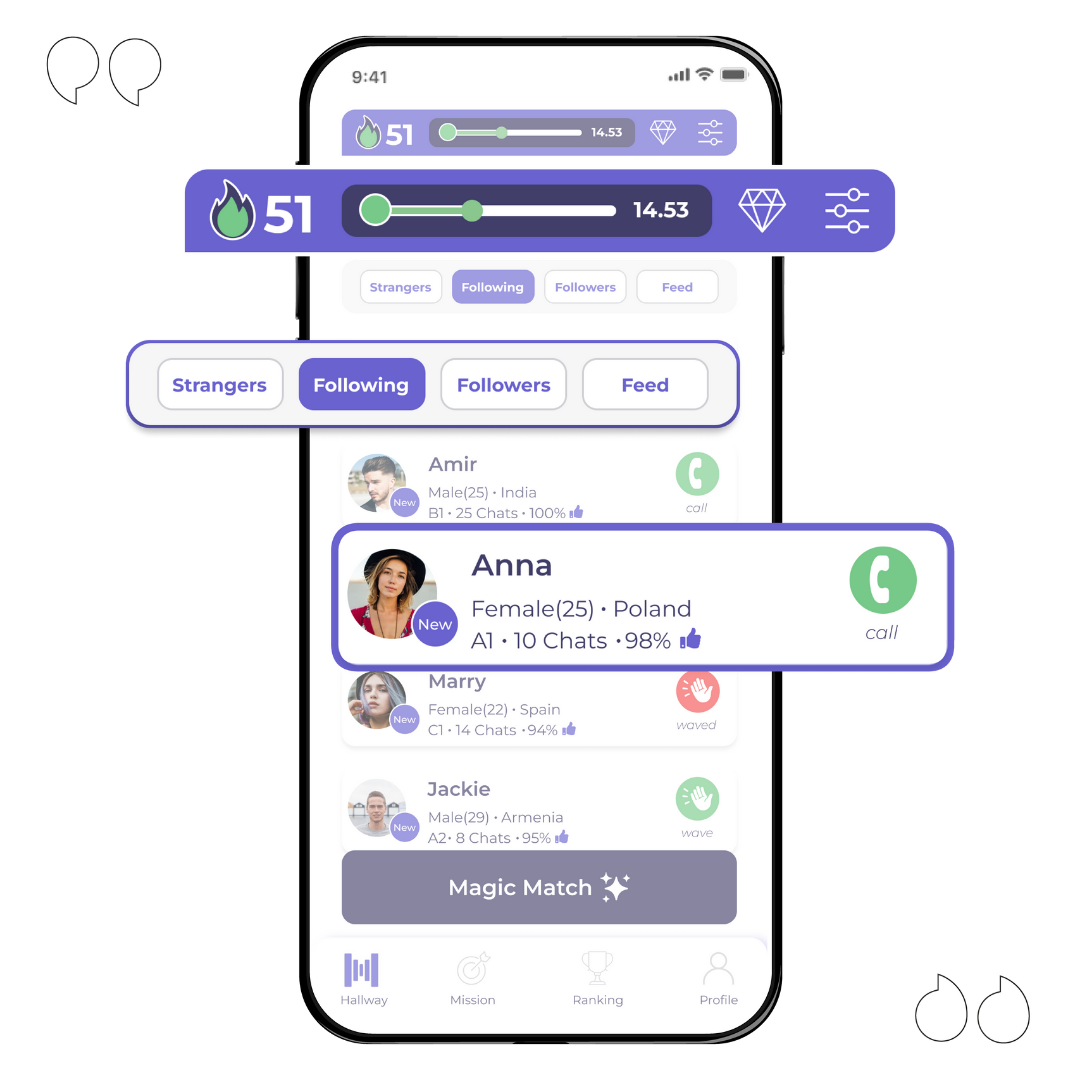 9:41
51 14.53
51 14.53
Strangers Following Followers Feed
Strangers Following Followers Feed
Amir
New
Male(25) • India
B1 • 25 Chats • 100%
call
Anna
New
Female(25) • Poland
A1 • 10 Chats •98%
call
Marry
New
Female(22) • Spain
C1 • 14 Chats •94%
waved
Jackie
New
Male(29) • Armenia
A2• 8 Chats •95%
wave
Magic Match
Hallway Mission Ranking Profile